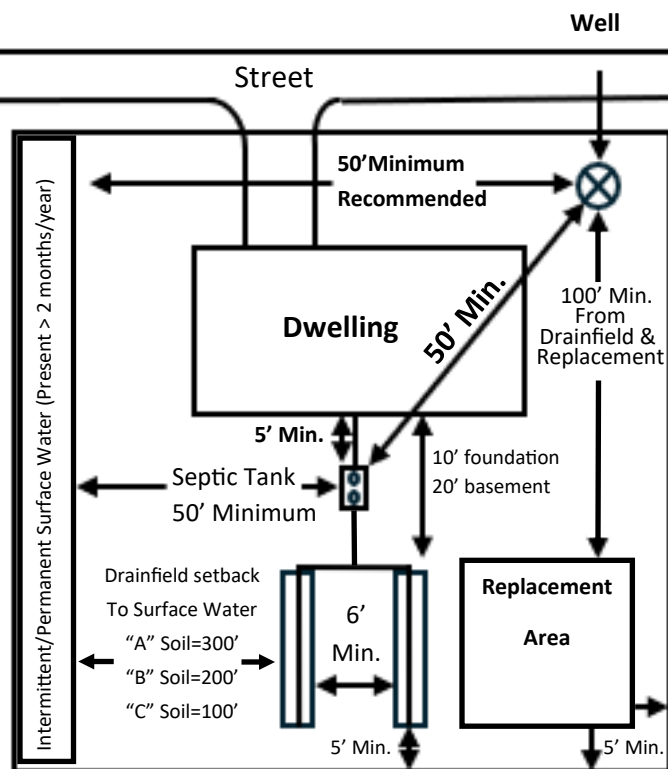 Well
Street
50’Minimum
Recommended
Intermittent/Permanent Surface Water (Present > 2 months/year)
Dwelling
50’ Min.
100’ Min.
From
Drainfield &
Replacement
5’ Min.
10’ foundation
20’ basement
Septic Tank
50’ Minimum
Drainfield setback
To Surface Water
“A” Soil=300’
“B” Soil=200’
“C” Soil=100’
6’
Min.
Replacement
Area
5’ Min.
5’ Min.